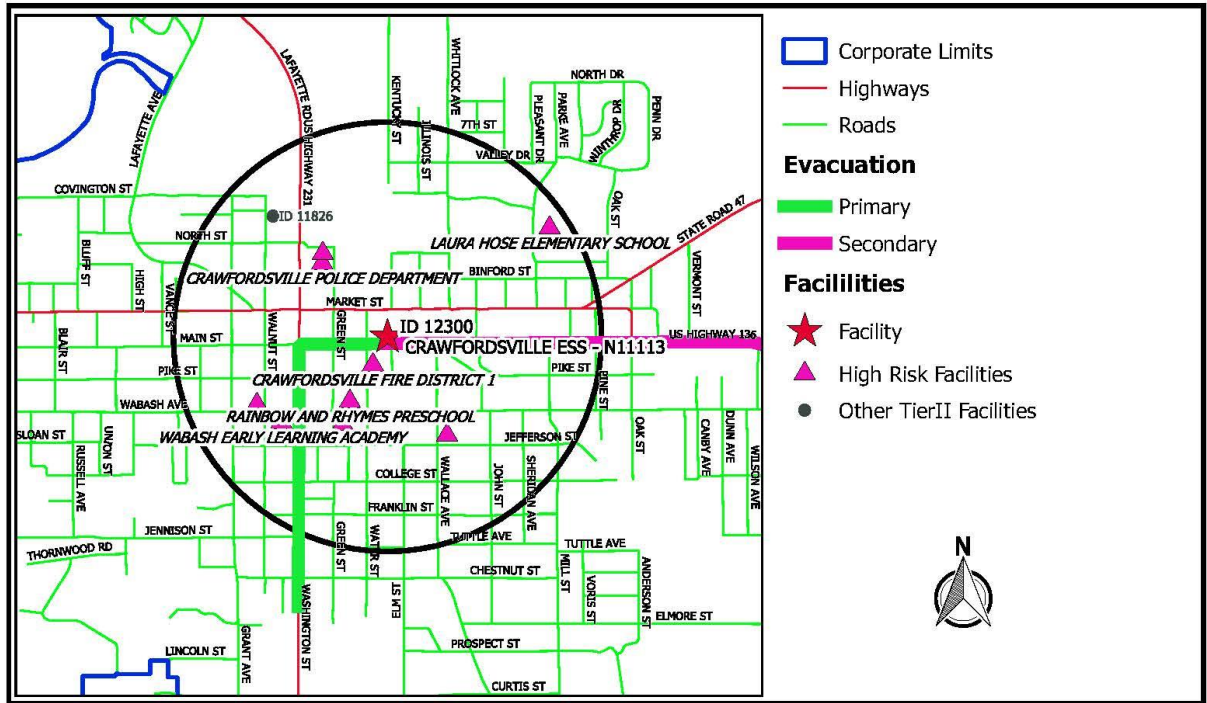 LAFAYETTE AVE
LAFAYETTE RD
US HIGHWAY 231
KENTUCKY ST
ILLINOIS ST
WHITLOCK AVE
7TH ST
NORTH DR
PLEASANT DR
PARKE AVE
WINTHROP DR
PENN DR
VALLEY DR
COVINGTON ST
ID 11826
OAK ST
STATE ROAD 47
NORTH ST
LAURA HOSE ELEMENTARY SCHOOL
BLUFF ST
HIGH ST
CRAWFORDSVILLE POLICE DEPARTMENT
BINFORD ST
VERMONT ST
VANCE ST
MARKET ST
WALNUT ST
GREEN ST
ID 12300
BLAIR ST
MAIN ST
US HIGHWAY 136
CRAWFORDSVILLE ESS - N11113
PIKE ST
CRAWFORDSVILLE FIRE DISTRICT 1
PIKE ST
PINE ST
WABASH AVE
RAINBOW AND RHYMES PRESCHOOL
SLOAN ST
UNION ST
WABASH EARLY LEARNING ACADEMY
JEFFERSON ST
OAK ST
CANBY AVE
DUNN AVE
WILSON AVE
RUSSELL AVE
COLLEGE ST
WALLACE AVE
JOHN ST
SHERIDAN AVE
FRANKLIN ST
JENNISON ST
GREEN ST
WATER ST
TUTTLE AVE
TUTTLE AVE
THORNWOOD RD
CHESTNUT ST
MILL ST
VORIS ST
ANDERSON ST
WASHINGTON ST
ELM ST
ELMORE ST
GRANT AVE
LINCOLN ST
PROSPECT ST
CURTIS ST
Corporate Limits
Highways
Roads
Evacuation
Primary
Secondary
Facililities
Facility
High Risk Facilities
Other TierII Facilities
N